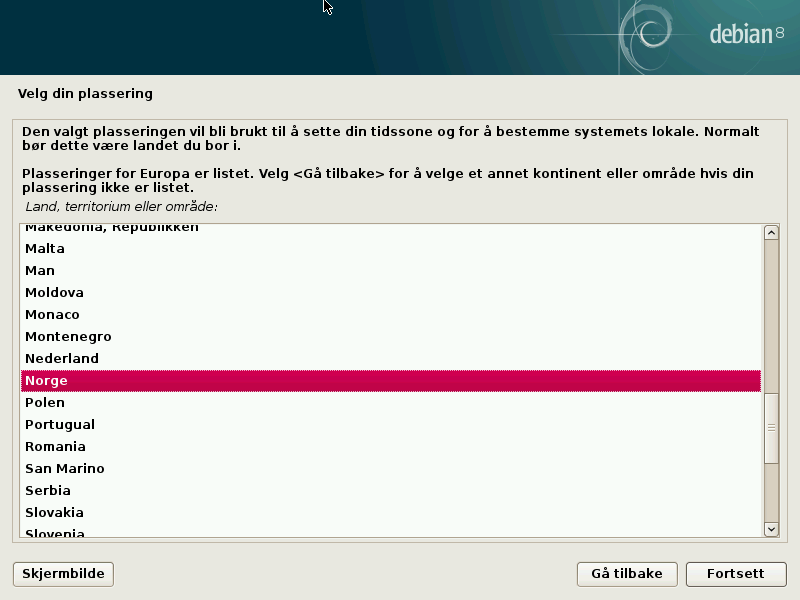 debian 8
Velg din plassering
Den valgt plasseringen vil bli brukt til å sette din tidssone og for å bestemme systemets lokale. Normalt
bør dette være landet du bor i.
Plasseringer for Europa er listet. Velg <Gå tilbake> for å velge et annet kontinent eller område hvis din
plassering ikke er listet.
Land, territorium eller område:
Makedonia, Republikken
Malta
Man
Moldova
Monaco
Montenegro
Nederland
Norge
Polen
Portugual
Romania
San Marino
Serbia
Slovakia
Slovenia
Skjermbilde
Gå tilbake
Fortsett